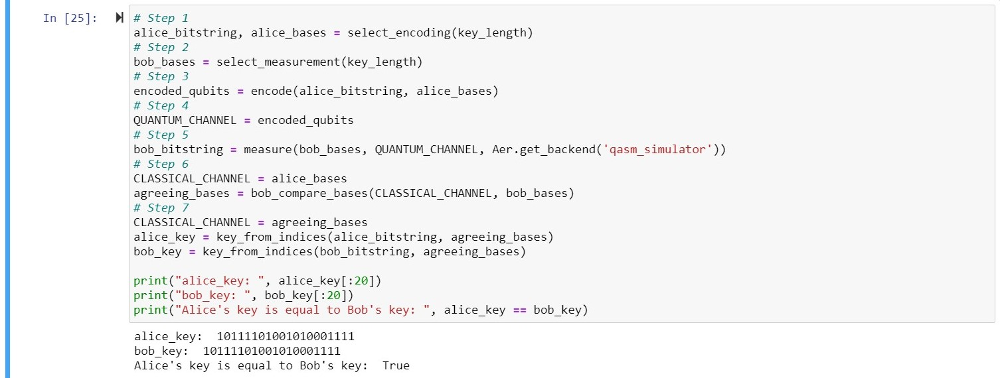 In [25]:
# Step 1
alice_bitstring, alice_bases = select_encoding(key_length)
# Step 2
bob_bases = select_measurement(key_length)
# Step 3
encoded_qubits = encode(alice_bitstring, alice_bases)
# Step 4
QUANTUM_CHANNEL = encoded_qubits
# Step 5
bob_bitstring = measure(bob_bases, QUANTUM_CHANNEL, Aer.get_backend('qasm_simulator'))
# Step 6
CLASSICAL_CHANNEL = alice_bases
agreeing_bases = bob_compare_bases(CLASSICAL_CHANNEL, bob_bases)
# Step 7
CLASSICAL_CHANNEL = agreeing_bases
alice_key = key_from_indices(alice_bitstring, agreeing_bases)
bob_key = key_from_indices(bob_bitstring, agreeing_bases)

print("alice_key: ", alice_key[:20])
print("bob_key: ", bob_key[:20])
print("Alice's key is equal to Bob's key: ", alice_key == bob_key)
alice_key:  10111101001010001111
bob_key:  10111101001010001111
Alice's key is equal to Bob's key:  True